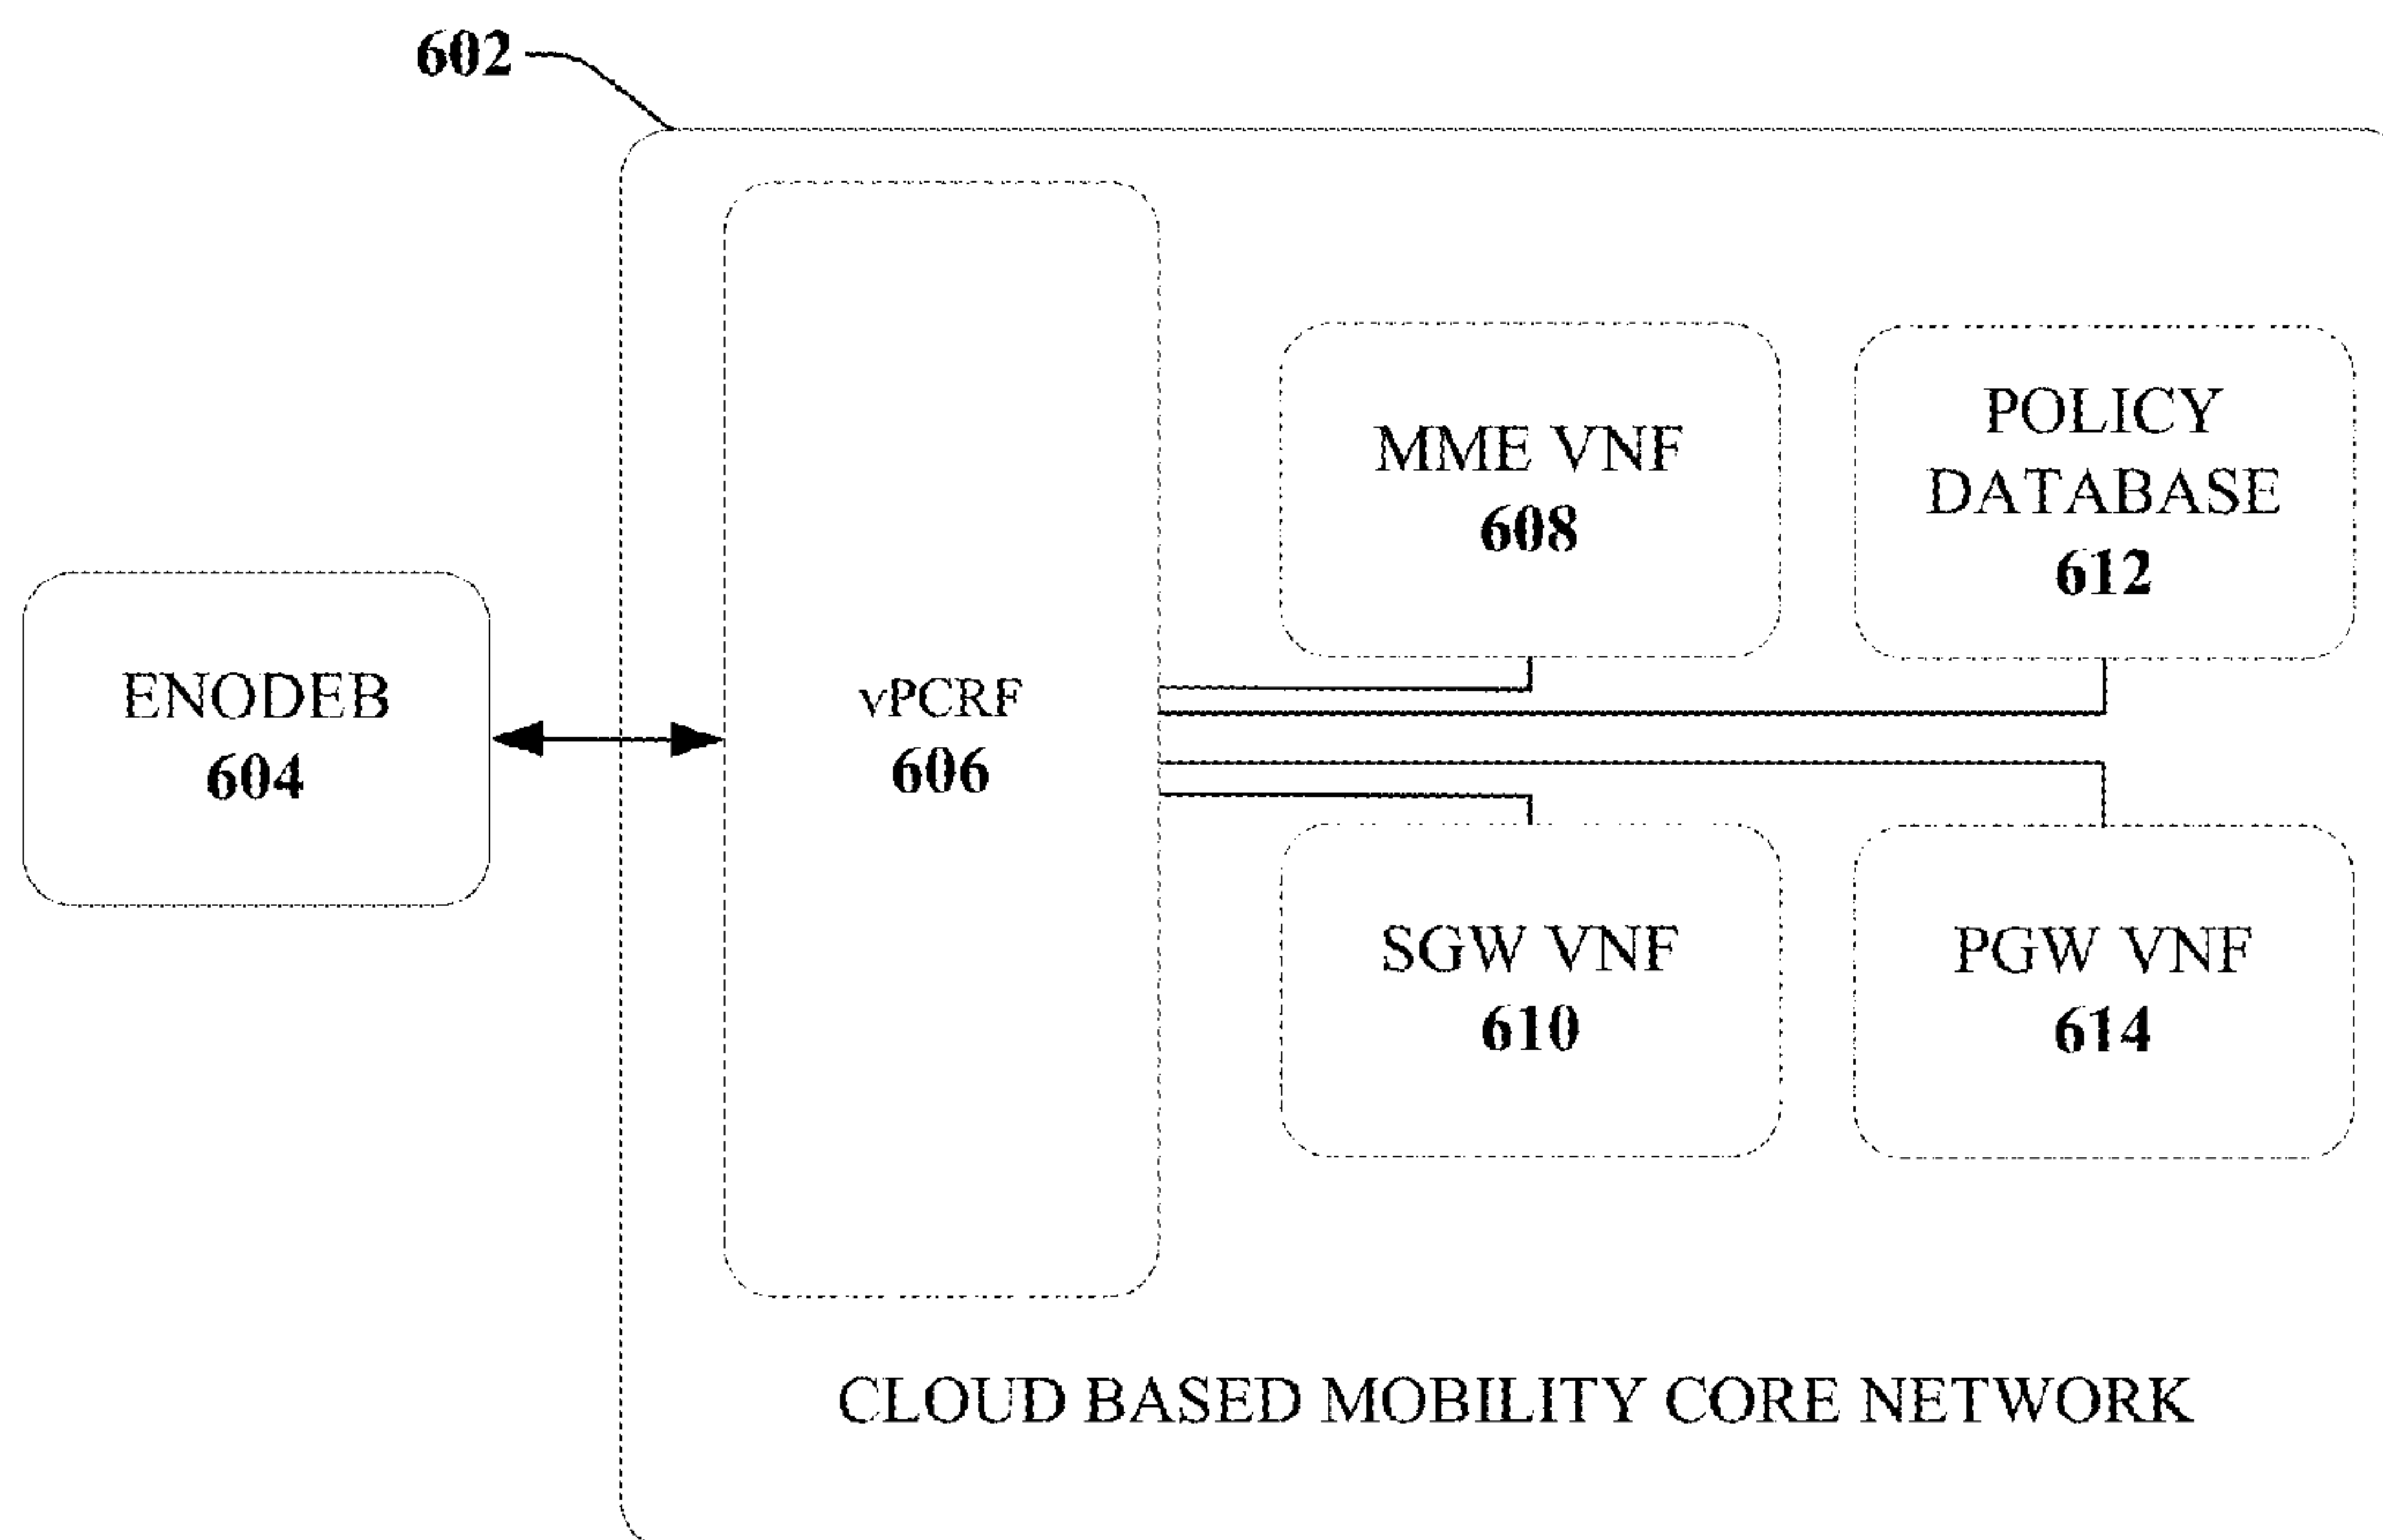 602
MME VNF
608
POLICY
DATABASE
612
ENODEB
604
vPCRF
606
SGW VNF
610
PGW VNF
614
CLOUD BASED MOBILITY CORE NETWORK